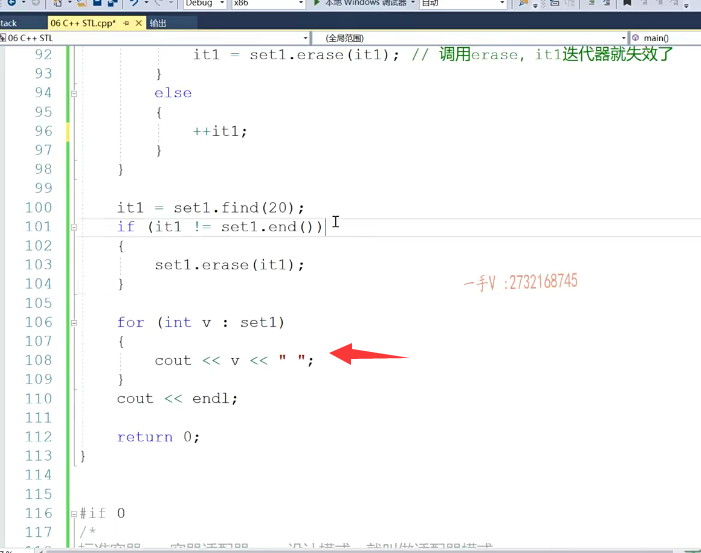 Debug x86 本地 Windows 调试器 自动
tack 06 C++ STL.cpp* 输出
06 C++ STL (全局范围) main()
92 it1 = set1.erase(it1); // 调用erase, it1迭代器就失效了
93 }
94 else
95 {
96 ++it1;
97 }
98 }
99
100 it1 = set1.find(20);
101 if (it1 != set1.end())
102 {
103 set1.erase(it1);
104 }
一手V :2732168745
105
106 for (int v : set1)
107 {
108 cout << v << " ";
109 }
110 cout << endl;
111
112 return 0;
113 }
114
115
116 #if 0
117 /*